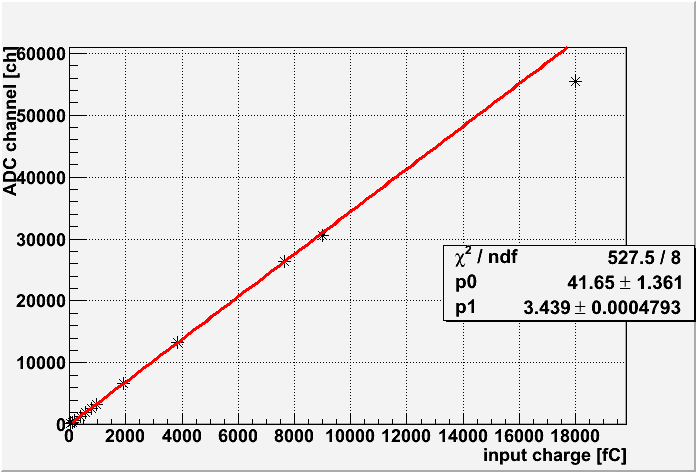 ADC channel [ch]
60000
50000
40000
30000
20000
10000
0
0 2000 4000 6000 8000 10000 12000 14000 16000 18000
input charge [fC]
χ² / ndf 527.5 / 8
p0 41.65 ± 1.361
p1 3.439 ± 0.0004793